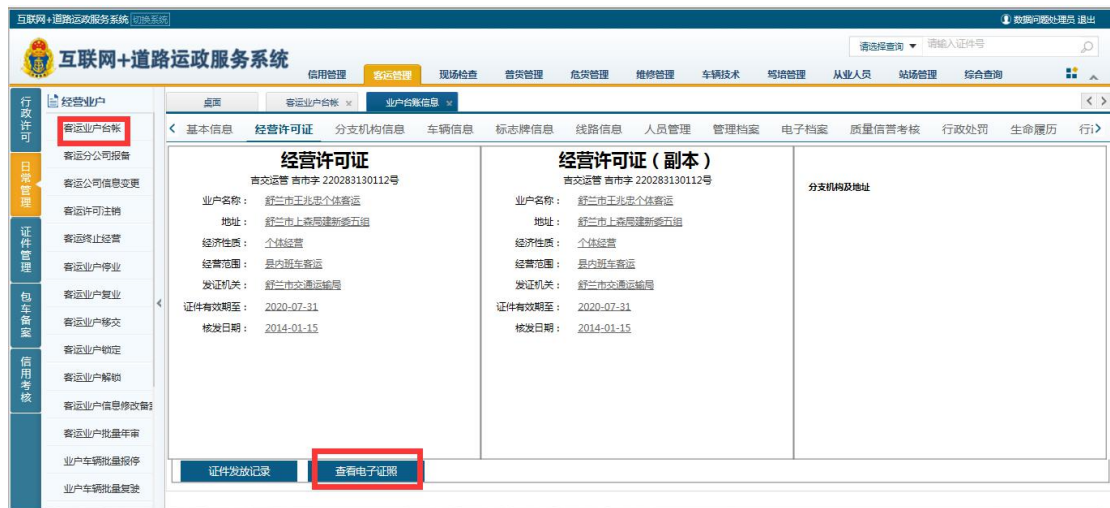 互联网+道路运政服务系统 [切换系统] 数据问题处理员 退出
互联网+道路运政服务系统
请选择查询 ▼ 请输入证件号
信用管理 客运管理 现场检查 普货管理 危货管理 维修管理 车辆技术 驾培管理 从业人员 站场管理 综合查询
行政许可
日常管理
证件管理
包车备案
信用考核
经营业户
客运业户台帐
客运分公司报备
客运公司信息变更
客运许可注销
客运终止经营
客运业户停业
客运业户复业
客运业户移交
客运业户锁定
客运业户解锁
客运业户信息修改备
客运业户批量年审
业户车辆批量报停
业户车辆批量复驶
桌面 客运业户台帐 × 业户台账信息 ×
基本信息 经营许可证 分支机构信息 车辆信息 标志牌信息 线路信息 人员管理 管理档案 电子档案 质量信誉考核 行政处罚 生命履历 行
经营许可证
吉交运管 吉市字 220283130112号
业户名称： 舒兰市王兆忠个体客运
地址： 舒兰市上森局建新委五组
经济性质： 个体经营
经营范围： 县内班车客运
发证机关： 舒兰市交通运输局
证件有效期至： 2020-07-31
核发日期： 2014-01-15
经营许可证（副本）
吉交运管 吉市字 220283130112号
业户名称： 舒兰市王兆忠个体客运
地址： 舒兰市上森局建新委五组
经济性质： 个体经营
经营范围： 县内班车客运
发证机关： 舒兰市交通运输局
证件有效期至： 2020-07-31
核发日期： 2014-01-15
分支机构及地址
证件发放记录 查看电子证照